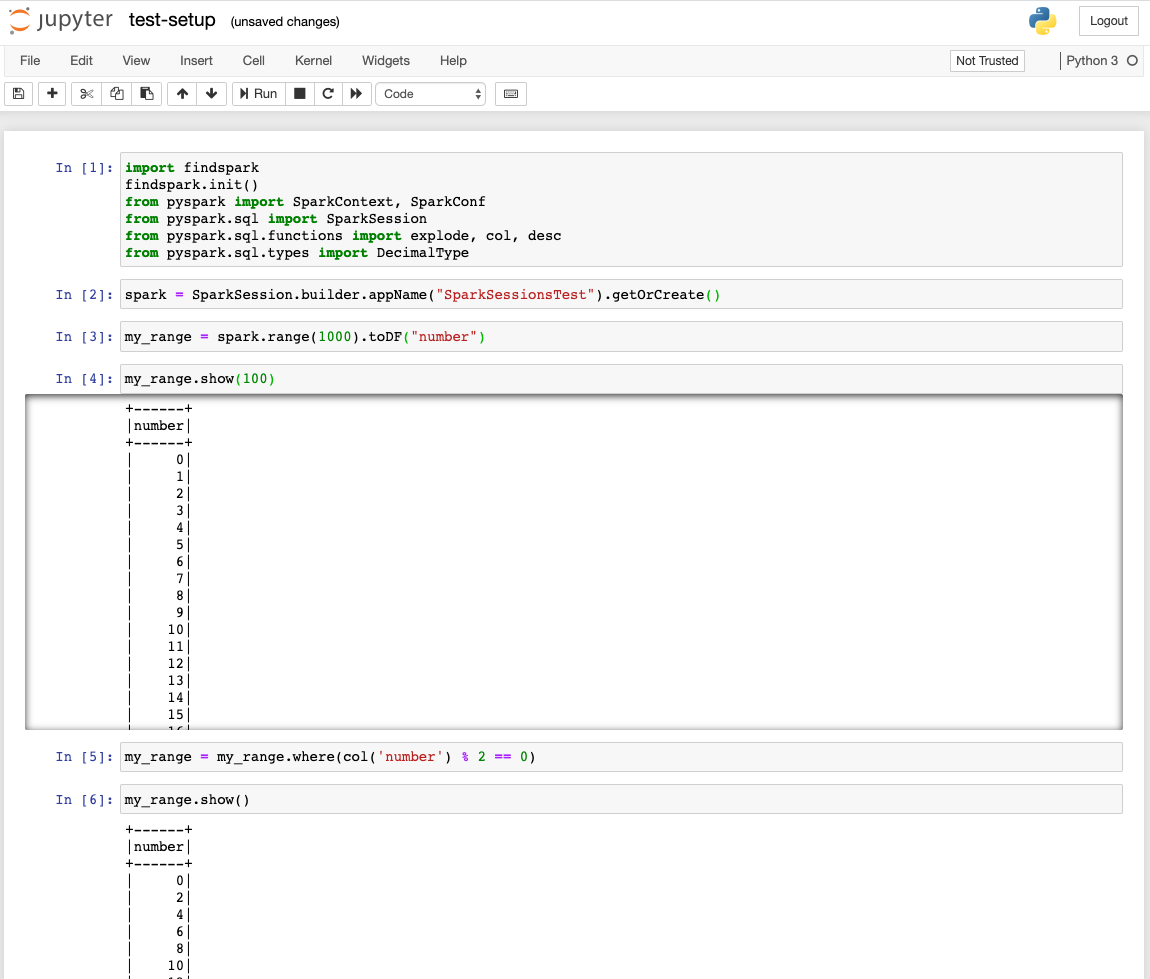 jupyter test-setup (unsaved changes) Logout
File Edit View Insert Cell Kernel Widgets Help Not Trusted Python 3
Run Code
In [1]: import findspark
findspark.init()
from pyspark import SparkContext, SparkConf
from pyspark.sql import SparkSession
from pyspark.sql.functions import explode, col, desc
from pyspark.sql.types import DecimalType
In [2]: spark = SparkSession.builder.appName("SparkSessionsTest").getOrCreate()
In [3]: my_range = spark.range(1000).toDF("number")
In [4]: my_range.show(100)
+------+
|number|
+------+
|     0|
|     1|
|     2|
|     3|
|     4|
|     5|
|     6|
|     7|
|     8|
|     9|
|    10|
|    11|
|    12|
|    13|
|    14|
|    15|
In [5]: my_range = my_range.where(col('number') % 2 == 0)
In [6]: my_range.show()
+------+
|number|
+------+
|     0|
|     2|
|     4|
|     6|
|     8|
|    10|